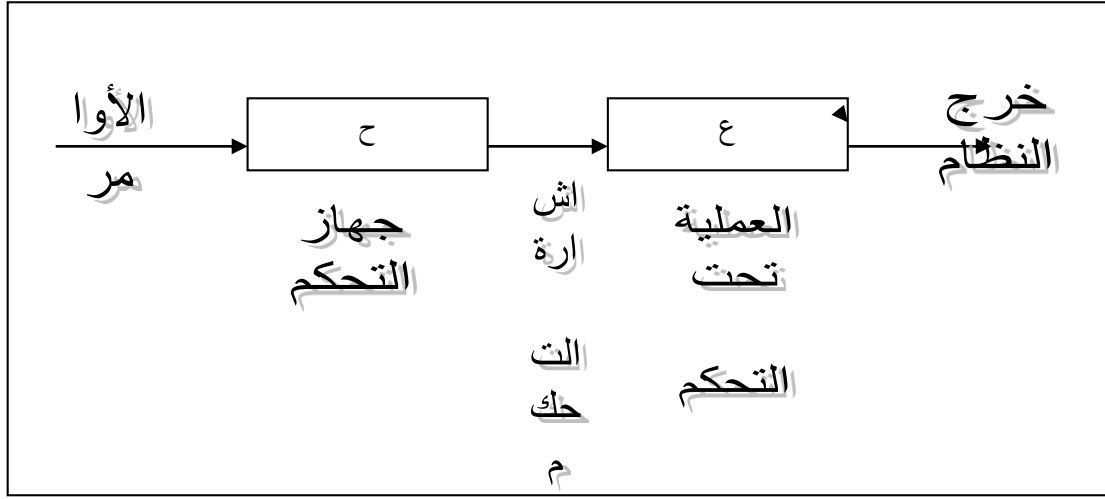 الأوا
مر
ح
جهاز
التحكم
اش
ارة
الت
حك
م
ع
العملية
تحت
التحكم
خرج
النظام